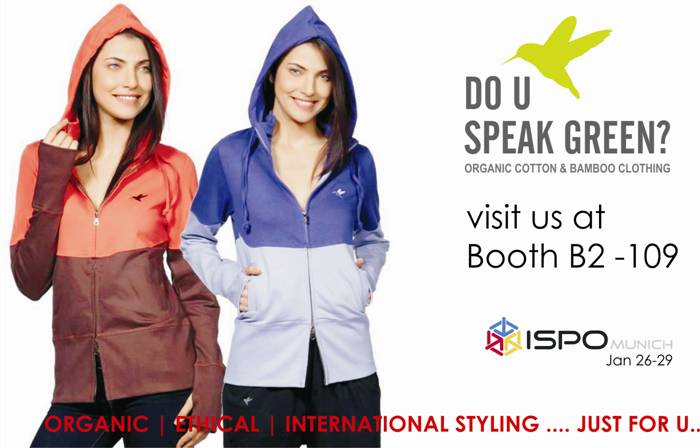 DO U
SPEAK GREEN?
ORGANIC COTTON & BAMBOO CLOTHING
visit us at
Booth B2 -109
ISPO MUNICH
Jan 26-29
ORGANIC | ETHICAL | INTERNATIONAL STYLING .... JUST FOR U..